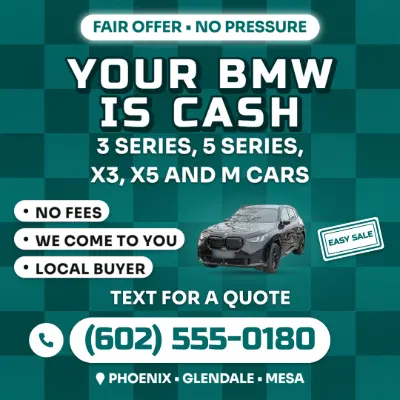 FAIR OFFER • NO PRESSURE
YOUR BMW
IS CASH
3 SERIES, 5 SERIES,
X3, X5 AND M CARS
• NO FEES
• WE COME TO YOU
• LOCAL BUYER
EASY SALE
TEXT FOR A QUOTE
(602) 555-0180
PHOENIX • GLENDALE • MESA